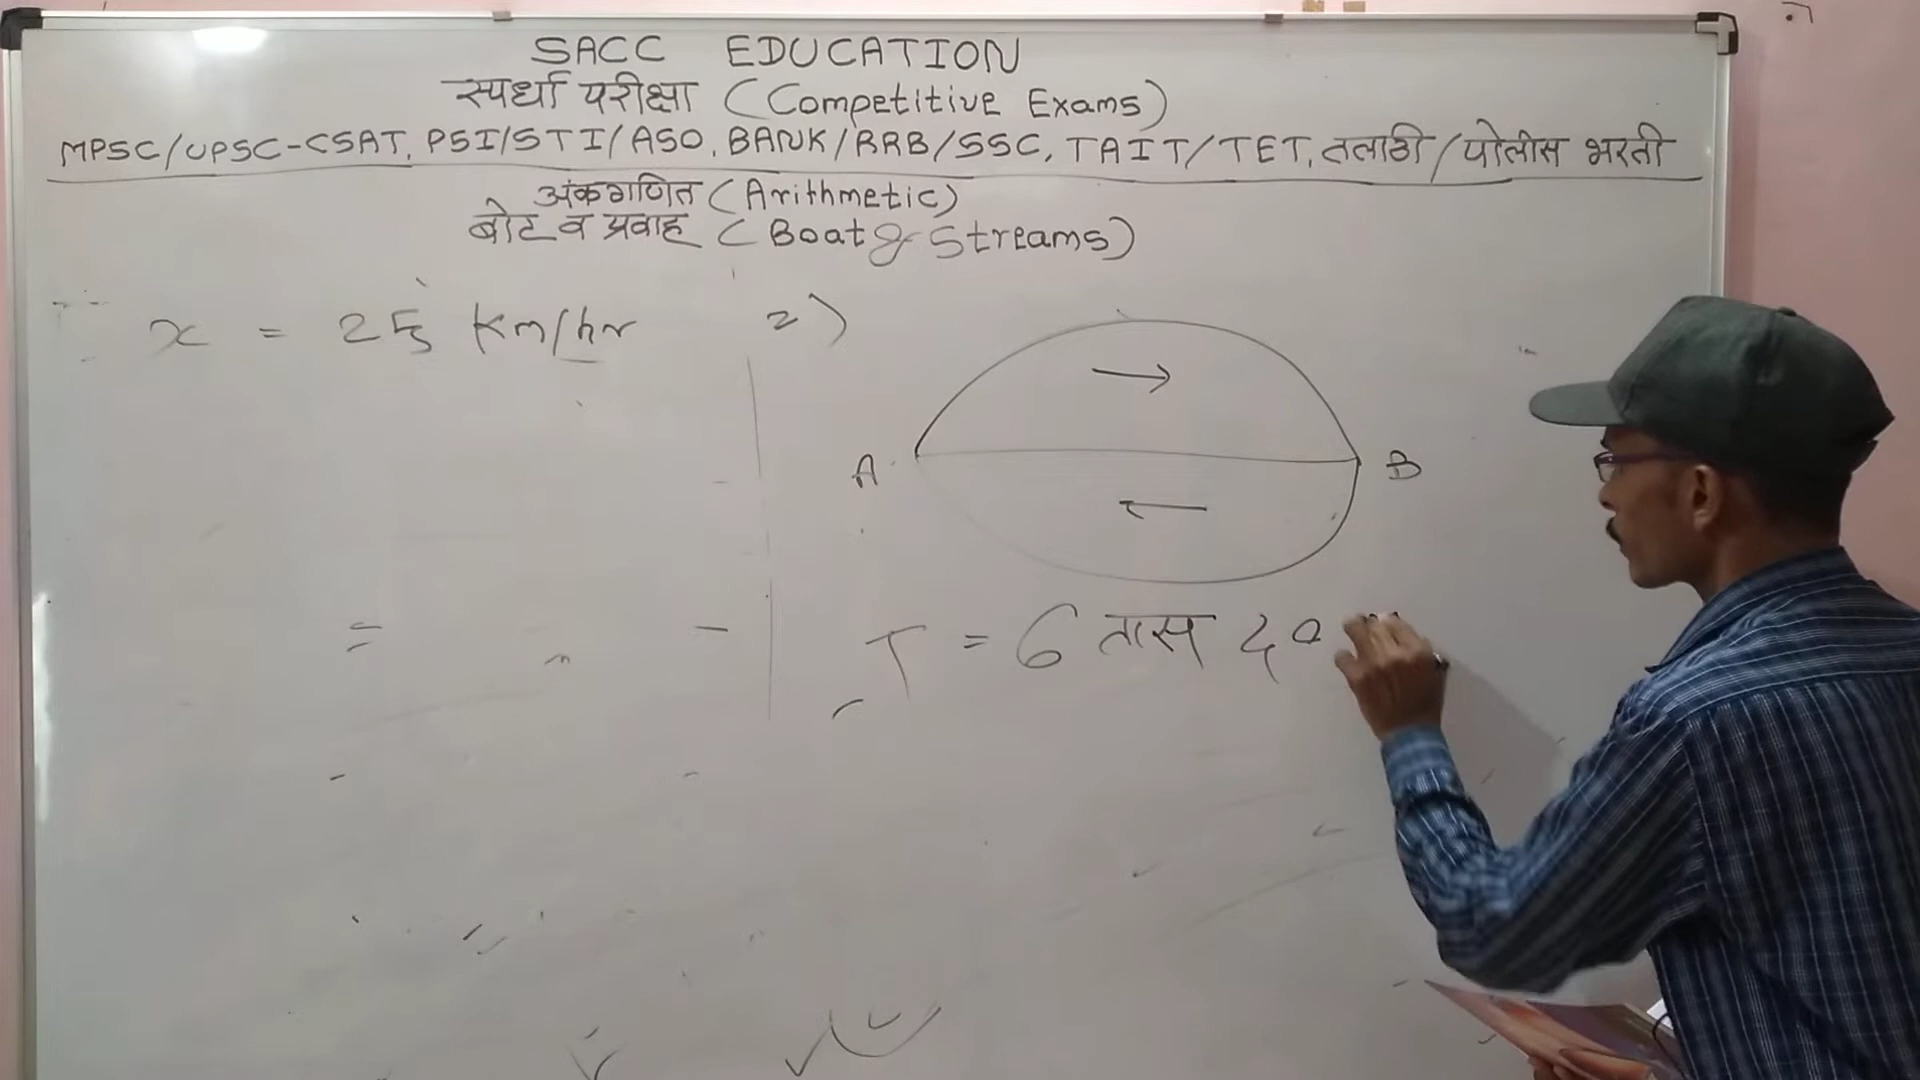 SACC EDUCATION
स्पर्धा परीक्षा (Competitive Exams)
MPSC/UPSC-CSAT, PSI/STI/ASO, BANK/RRB/SSC, TAIT/TET, तलाठी/पोलीस भरती
अंकगणित (Arithmetic)
बोट व प्रवाह (Boat & Streams)
x = 25 Km/hr
2)
A B
T = 6 तास